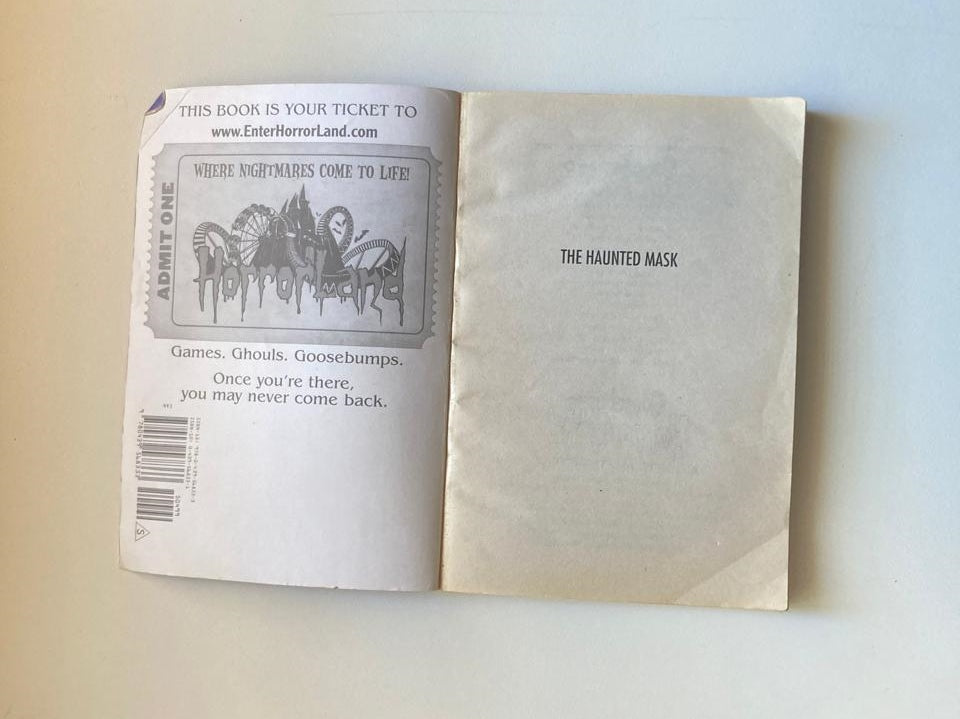 THIS BOOK IS YOUR TICKET TO
www.EnterHorrorLand.com
WHERE NIGHTMARES COME TO LIFE!
ADMIT ONE
HorrorLand
Games. Ghouls. Goosebumps.
Once you're there,
you may never come back.
50499
S
THE HAUNTED MASK